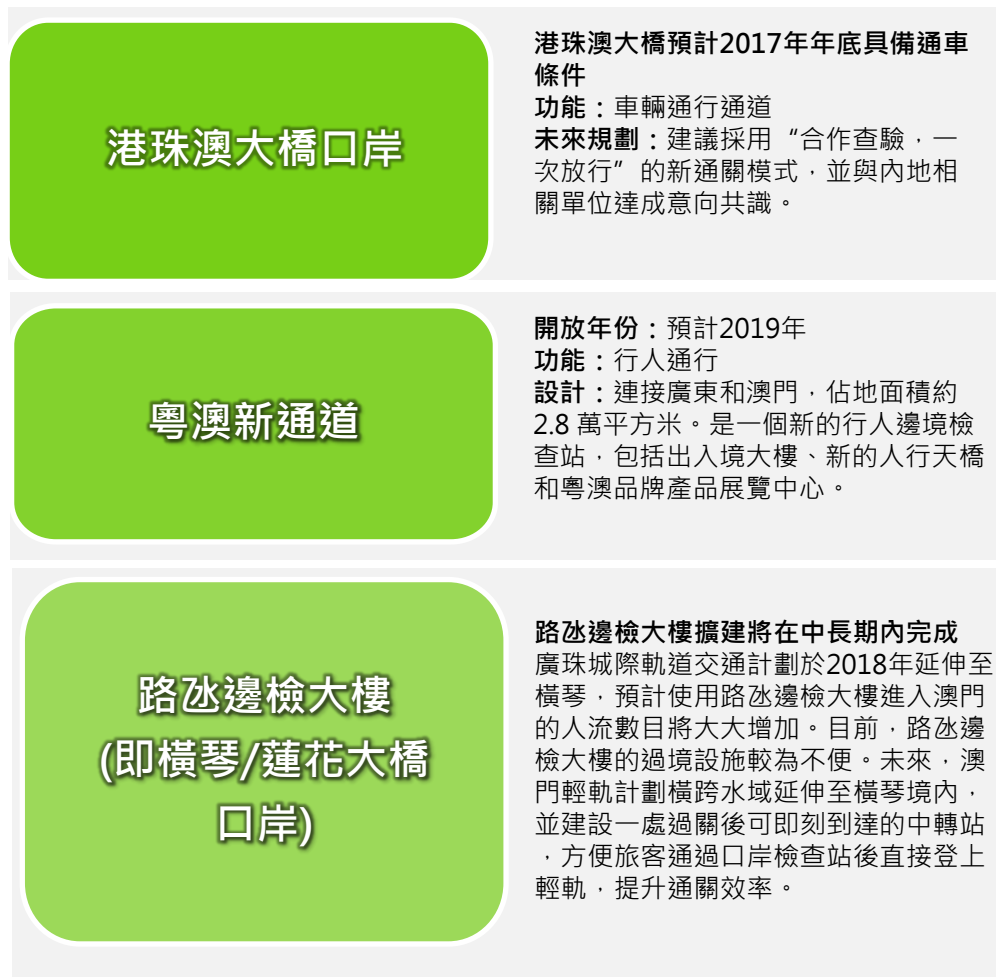 港珠澳大橋口岸
港珠澳大橋預計2017年年底具備通車
條件
功能：車輛通行通道
未來規劃：建議採用“合作查驗，一
次放行”的新通關模式，並與內地相
關單位達成意向共識。
粵澳新通道
開放年份：預計2019年
功能：行人通行
設計：連接廣東和澳門，佔地面積約
2.8 萬平方米。是一個新的行人邊境檢
查站，包括出入境大樓、新的人行天橋
和粵澳品牌產品展覽中心。
路氹邊檢大樓
(即橫琴/蓮花大橋
口岸)
路氹邊檢大樓擴建將在中長期內完成
廣珠城際軌道交通計劃於2018年延伸至
橫琴，預計使用路氹邊檢大樓進入澳門
的人流數目將大大增加。目前，路氹邊
檢大樓的過境設施較為不便。未來，澳
門輕軌計劃橫跨水域延伸至橫琴境內，
並建設一處過關後可即刻到達的中轉站
，方便旅客通過口岸檢查站後直接登上
輕軌，提升通關效率。